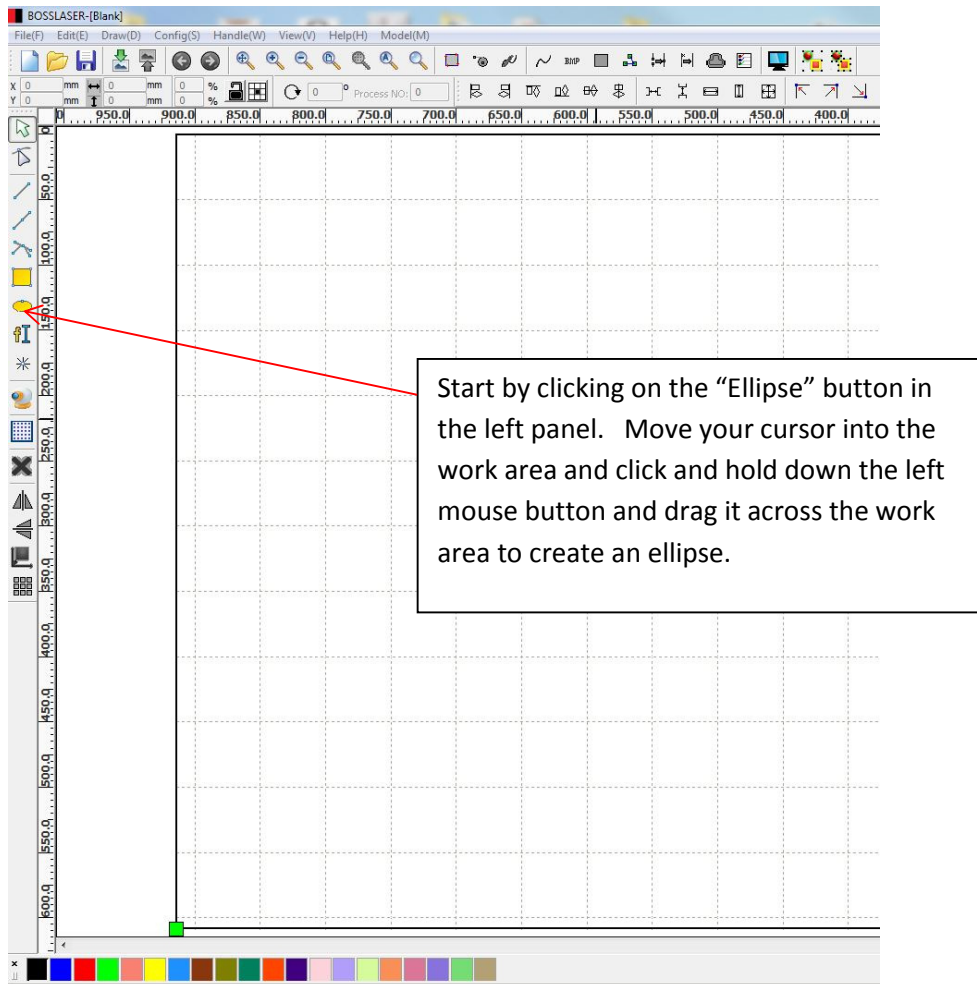 BOSSLASER-[Blank]
File(F) Edit(E) Draw(D) Config(S) Handle(W) View(V) Help(H) Model(M)
BMP
X 0 mm 0 mm 0 % 0 ° Process NO: 0
Y 0 mm 0 mm 0 %
0 950.0 900.0 850.0 800.0 750.0 700.0 650.0 600.0 550.0 500.0 450.0 400.0
0
50.0
100.0
150.0
200.0
250.0
300.0
350.0
400.0
450.0
500.0
550.0
600.0
Start by clicking on the “Ellipse” button in
the left panel. Move your cursor into the
work area and click and hold down the left
mouse button and drag it across the work
area to create an ellipse.